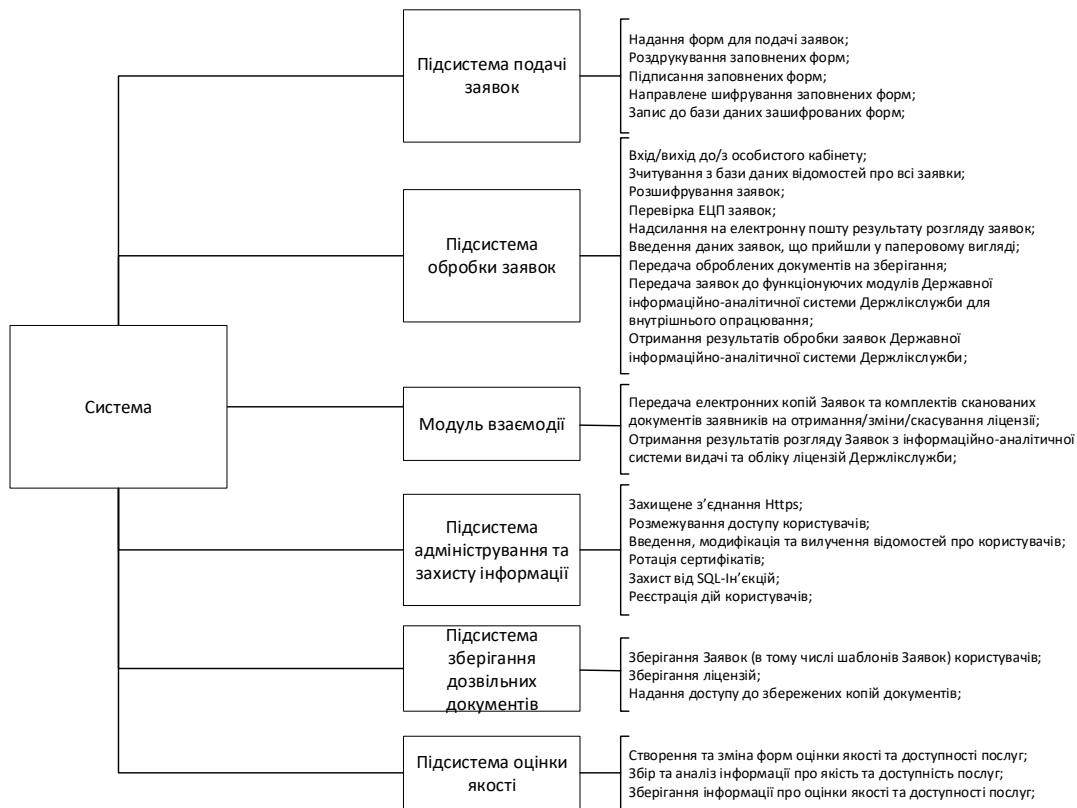 Система
Підсистема подачі
заявок
Надання форм для подачі заявок;
Роздрукування заповнених форм;
Підписання заповнених форм;
Направлене шифрування заповнених форм;
Запис до бази даних зашифрованих форм;
Підсистема
обробки заявок
Вхід/вихід до/з особистого кабінету;
Зчитування з бази даних відомостей про всі заявки;
Розшифрування заявок;
Перевірка ЕЦП заявок;
Надсилання на електронну пошту результату розгляду заявок;
Введення даних заявок, що прийшли у паперовому вигляді;
Передача оброблених документів на зберігання;
Передача заявок до функціонуючих модулів Державної
інформаційно-аналітичної системи Держлікслужби для
внутрішнього опрацювання;
Отримання результатів обробки заявок Державної
інформаційно-аналітичної системи Держлікслужби;
Модуль взаємодії
Передача електронних копій Заявок та комплектів сканованих
документів заявників на отримання/зміни/скасування ліцензії;
Отримання результатів розгляду Заявок з інформаційно-аналітичної
системи видачі та обліку ліцензій Держлікслужби;
Підсистема
адміністрування та
захисту інформації
Захищене з’єднання Https;
Розмежування доступу користувачів;
Введення, модифікація та вилучення відомостей про користувачів;
Ротація сертифікатів;
Захист від SQL-Ін’єкцій;
Реєстрація дій користувачів;
Підсистема
зберігання
дозвільних
документів
Зберігання Заявок (в тому числі шаблонів Заявок) користувачів;
Зберігання ліцензій;
Надання доступу до збережених копій документів;
Підсистема оцінки
якості
Створення та зміна форм оцінки якості та доступності послуг;
Збір та аналіз інформації про якість та доступність послуг;
Зберігання інформації про оцінки якості та доступності послуг;